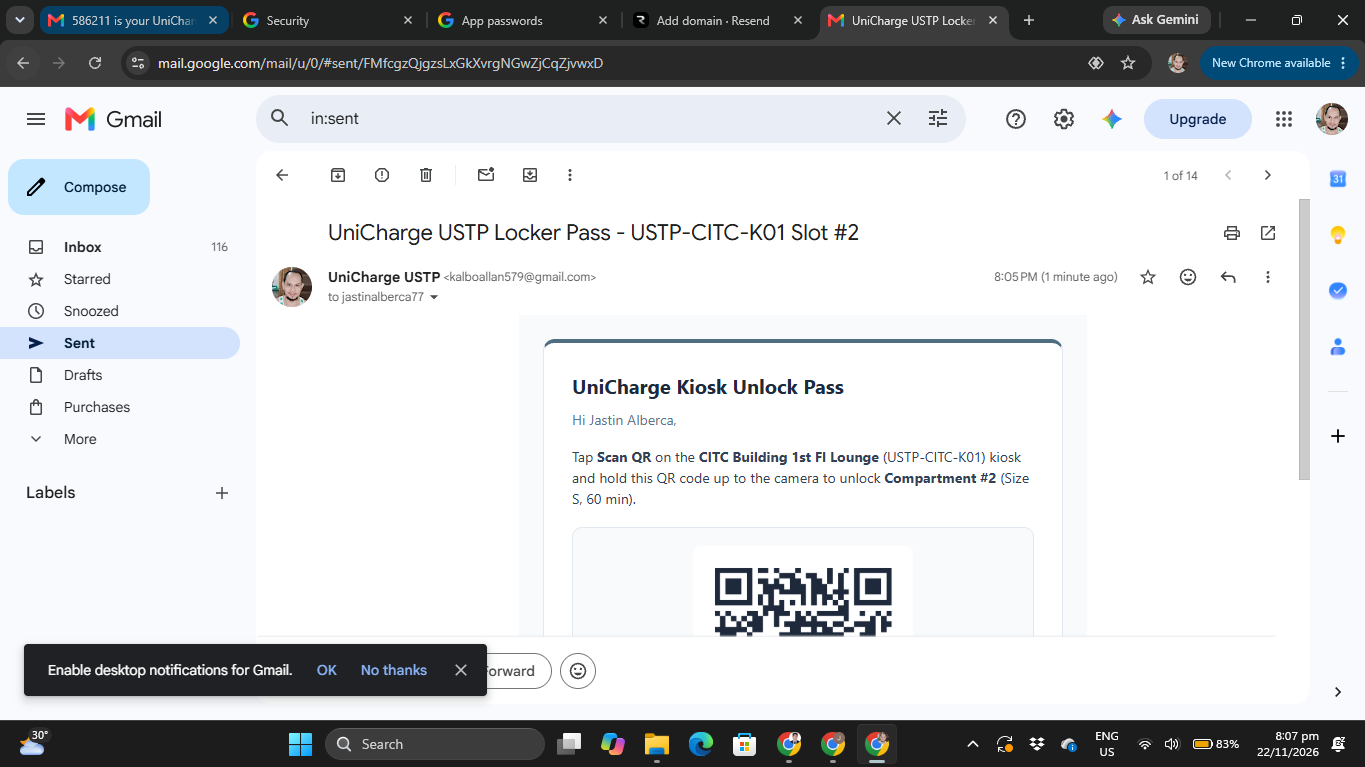 586211 is your UniChar
Security
App passwords
Add domain · Resend
UniCharge USTP Locke
Ask Gemini
mail.google.com/mail/u/0/#sent/FMfcgzQjgzsLxGkXvrgNGwZjCqZjvwxD
New Chrome available
Gmail
in:sent
Upgrade
Compose
1 of 14
31
Inbox
116
Starred
Snoozed
Sent
Drafts
Purchases
More
Labels
UniCharge USTP Locker Pass - USTP-CITC-K01 Slot #2
UniCharge USTP <kalboallan579@gmail.com>
8:05 PM (1 minute ago)
to jastinalberca77
UniCharge Kiosk Unlock Pass
Hi Jastin Alberca,
Tap Scan QR on the CITC Building 1st Fl Lounge (USTP-CITC-K01) kiosk
and hold this QR code up to the camera to unlock Compartment #2 (Size
S, 60 min).
Enable desktop notifications for Gmail.
OK
No thanks
Forward
30°
Search
ENG
US
83%
8:07 pm
22/11/2026